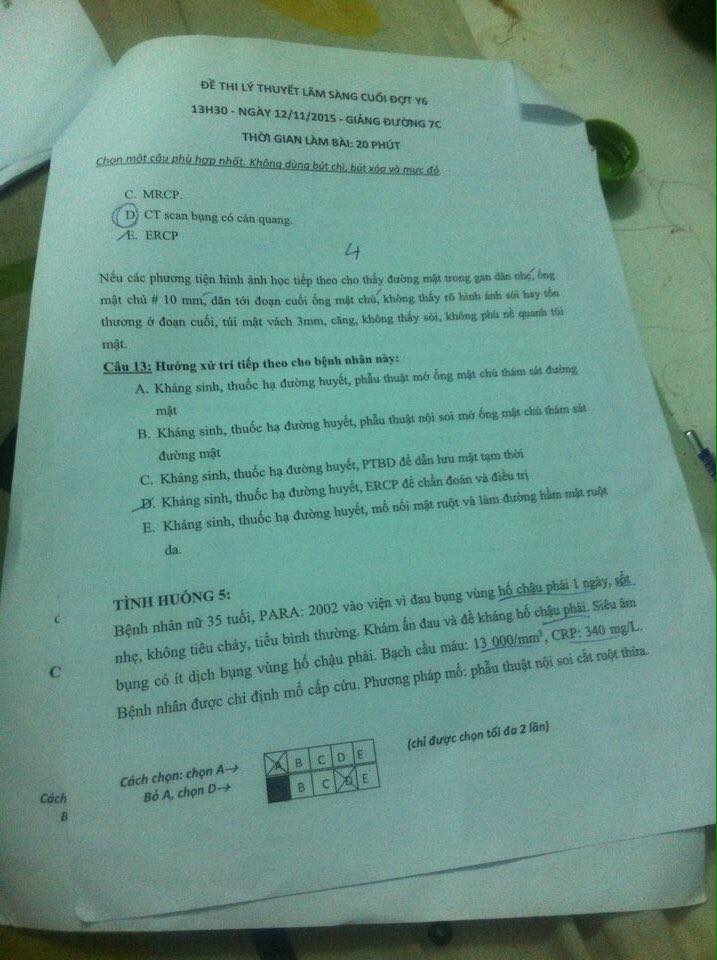 ĐỀ THI LÝ THUYẾT LÂM SÀNG CUỐI ĐỢT Y6
13H30 - NGÀY 12/11/2015 - GIẢNG ĐƯỜNG 7C
THỜI GIAN LÀM BÀI: 20 PHÚT
Chọn một câu phù hợp nhất. Không dùng bút chì, bút xóa và mực đỏ
C. MRCP.
D. CT scan bụng có cản quang.
E. ERCP
4
Nếu các phương tiện hình ảnh học tiếp theo cho thấy đường mật trong gan dãn nhẹ, ống
mật chủ # 10 mm, dãn tới đoạn cuối ống mật chủ, không thấy rõ hình ảnh sỏi hay tổn
thương ở đoạn cuối, túi mật vách 3mm, căng, không thấy sỏi, không phù nề quanh túi
mật.
Câu 13: Hướng xử trí tiếp theo cho bệnh nhân này:
A. Kháng sinh, thuốc hạ đường huyết, phẫu thuật mở ống mật chủ thám sát đường
mật
B. Kháng sinh, thuốc hạ đường huyết, phẫu thuật nội soi mở ống mật chủ thám sát
đường mật
C. Kháng sinh, thuốc hạ đường huyết, PTBD để dẫn lưu mật tạm thời
D. Kháng sinh, thuốc hạ đường huyết, ERCP để chẩn đoán và điều trị
E. Kháng sinh, thuốc hạ đường huyết, mổ nối mật ruột và làm đường hầm mật ruột
da.
TÌNH HUỐNG 5:
Bệnh nhân nữ 35 tuổi, PARA: 2002 vào viện vì đau bụng vùng hố chậu phải 1 ngày, sốt
nhẹ, không tiêu chảy, tiểu bình thường. Khám ấn đau và đề kháng hố chậu phải. Siêu âm
bụng có ít dịch bụng vùng hố chậu phải. Bạch cầu máu: 13 000/mm³, CRP: 340 mg/L.
Bệnh nhân được chỉ định mổ cấp cứu. Phương pháp mổ: phẫu thuật nội soi cắt ruột thừa.
C
Cách chọn: chọn A→ A B C D E (chỉ được chọn tối đa 2 lần)
Bỏ A, chọn D→ B C D E
Cách
B